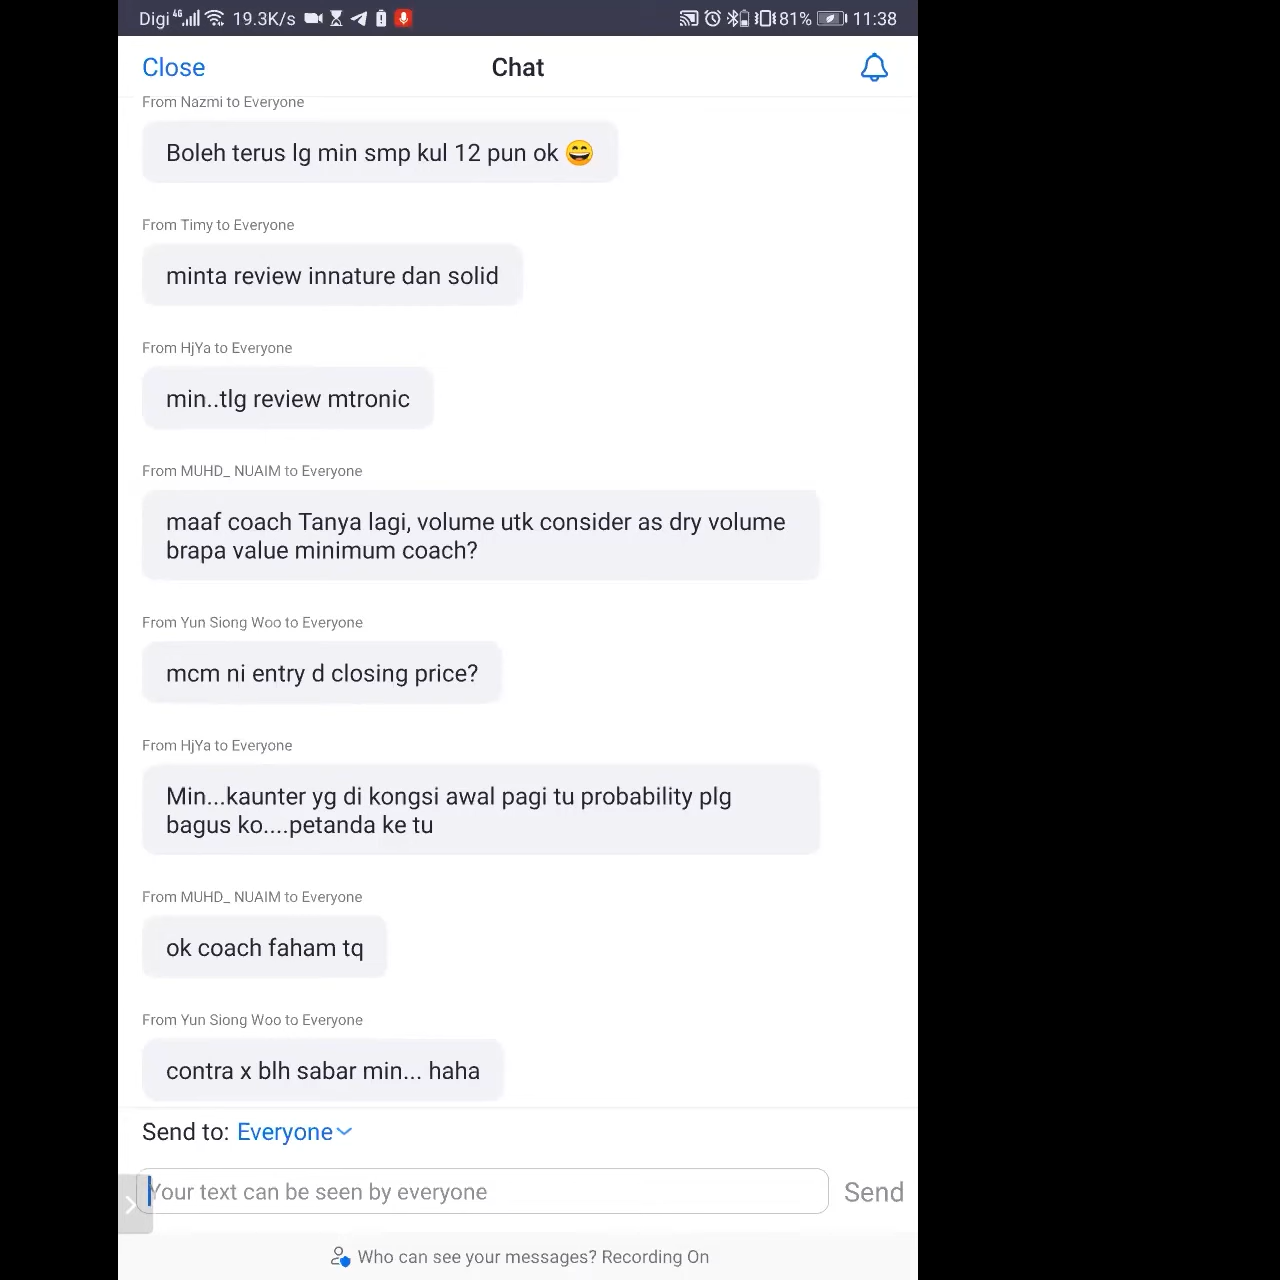 Digi 4G 19.3K/s 81% 11:38
Close Chat
From Nazmi to Everyone
Boleh terus lg min smp kul 12 pun ok 😄
From Timy to Everyone
minta review innature dan solid
From HjYa to Everyone
min..tlg review mtronic
From MUHD_ NUAIM to Everyone
maaf coach Tanya lagi, volume utk consider as dry volume
brapa value minimum coach?
From Yun Siong Woo to Everyone
mcm ni entry d closing price?
From HjYa to Everyone
Min...kaunter yg di kongsi awal pagi tu probability plg
bagus ko....petanda ke tu
From MUHD_ NUAIM to Everyone
ok coach faham tq
From Yun Siong Woo to Everyone
contra x blh sabar min... haha
Send to: Everyone
Your text can be seen by everyone Send
Who can see your messages? Recording On